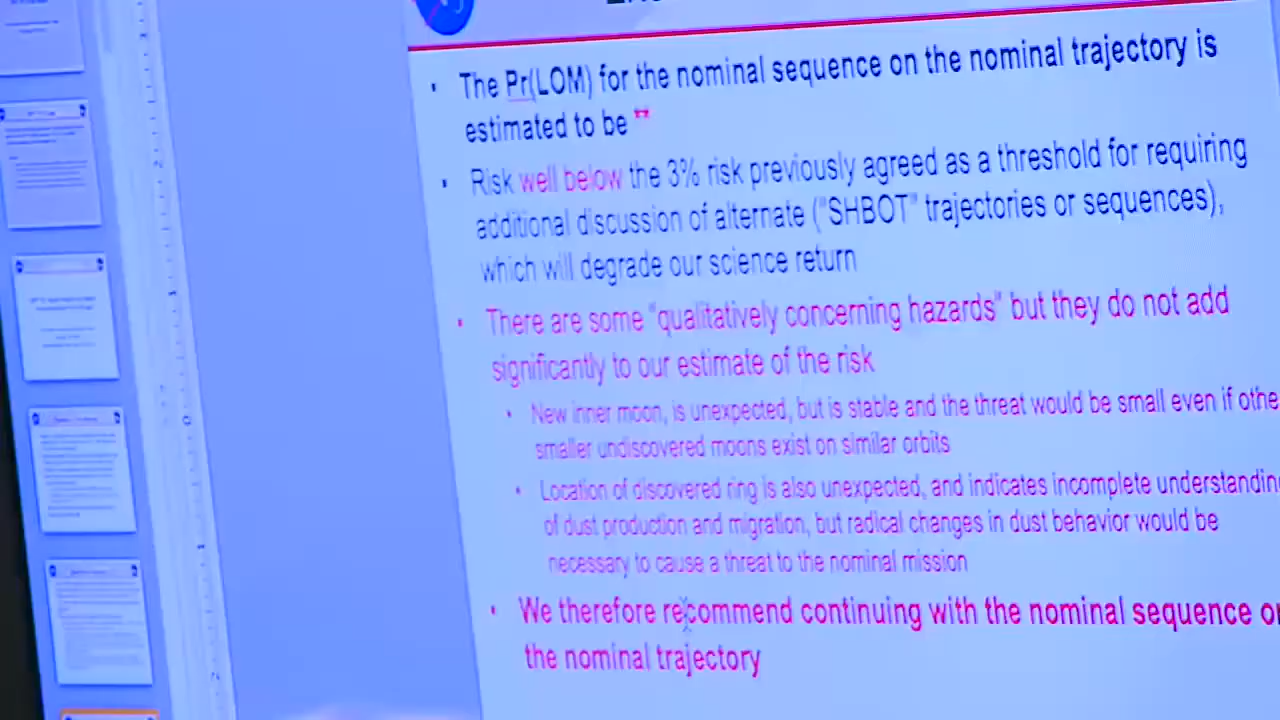 The Pr(LOM) for the nominal sequence on the nominal trajectory is
estimated to be **
Risk well below the 3% risk previously agreed as a threshold for requiring
additional discussion of alternate ("SHBOT" trajectories or sequences),
which will degrade our science return
There are some "qualitatively concerning hazards" but they do not add
significantly to our estimate of the risk
New inner moon, is unexpected, but is stable and the threat would be small even if othe
smaller undiscovered moons exist on similar orbits
Location of discovered ring is also unexpected, and indicates incomplete understandin
of dust production and migration, but radical changes in dust behavior would be
necessary to cause a threat to the nominal mission
We therefore recommend continuing with the nominal sequence o
the nominal trajectory